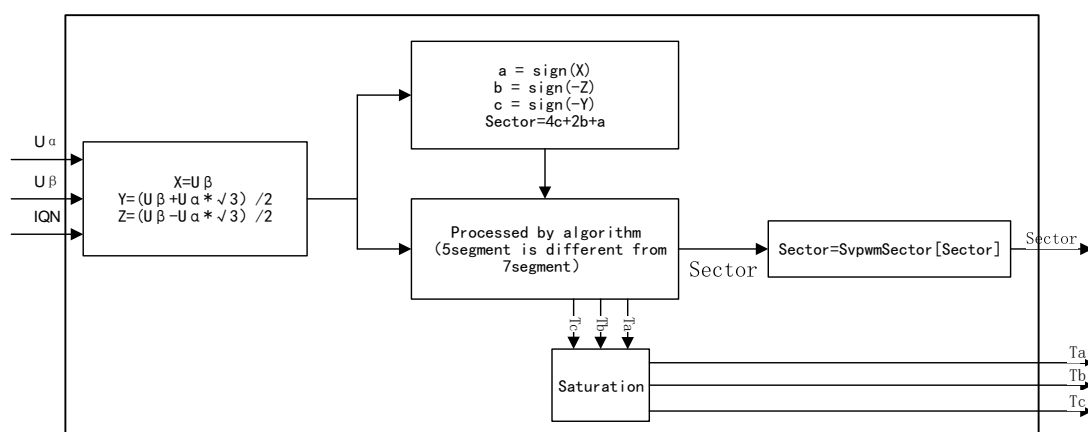 a = sign(X)
b = sign(-Z)
c = sign(-Y)
Sector=4c+2b+a
Uα
Uβ
IQN
X=Uβ
Y=(Uβ+Uα*√3) /2
Z=(Uβ-Uα*√3) /2
Processed by algorithm
(5segment is different from
7segment)
Sector
Sector=SvpwmSector[Sector]
Sector
Tc
Tb
Ta
Saturation
Ta
Tb
Tc